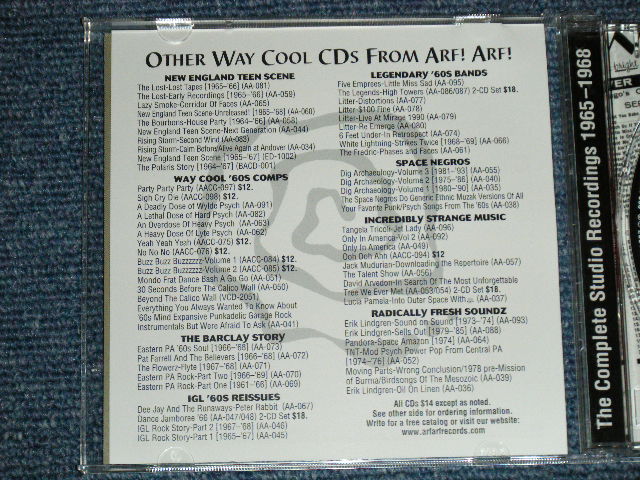 OTHER WAY COOL CDS FROM ARF! ARF!
NEW ENGLAND TEEN SCENE
The Lost-Lost Tapes [1965-'66] (AA-081)
The Lost-Early Recordings [1965-'66] (AA-059)
Lazy Smoke-Corridor Of Faces (AA-065)
New England Teen Scene-Unreleased! [1965-'68] (AA-060)
The Bourbons-House Party [1964-'66] (AA-058)
New England Teen Scene-Next Generation (AA-044)
Rising Storm-Second Wind (AA-083)
Rising Storm-Calm Before/Alive Again at Andover (AA-034)
New England Teen Scene [1965-'67] (ED-1002)
The Polaris Story [1964-'67] (BACD-001)
WAY COOL '60S COMPS
Party Party Party (AACC-097) $12.
Sigh Cry Die (AACC-098) $12.
A Deadly Dose of Wylde Psych (AA-091)
A Lethal Dose of Hard Psych (AA-082)
An Overdose Of Heavy Psych (AA-063)
A Heavy Dose Of Lyte Psych (AA-062)
Yeah Yeah Yeah (AACC-075) $12.
No No No (AACC-076) $12.
Buzz Buzz Buzzzzzz-Volume 1 (AACC-084) $12.
Buzz Buzz Buzzzzzz-Volume 2 (AACC-085) $12.
Mondo Frat Dance Bash A Go Go (AA-051)
30 Seconds Before The Calico Wall (AA-050)
Beyond The Calico Wall (VCD-2051)
Everything You Always Wanted To Know About
'60s Mind Expansive Punkadelic Garage Rock
Instrumentals But Were Afraid To Ask (AA-041)
THE BARCLAY STORY
Eastern PA '60s Soul [1966-'68] (AA-073)
Pat Farrell And The Believers [1966-'68] (AA-072)
The Flowerz-Flyte [1967-'68] (AA-071)
Eastern PA Rock-Part Two [1966-'69] (AA-070)
Eastern PA Rock-Part One [1961-'66] (AA-069)
IGL '60S REISSUES
Dee Jay And The Runaways-Peter Rabbit (AA-067)
Dance Jamboree '66 (AA-047/048) 2-CD Set $18.
IGL Rock Story-Part 2 [1967-'68] (AA-046)
IGL Rock Story-Part 1 [1965-'67] (AA-045)
LEGENDARY '60S BANDS
Five Emprees-Little Miss Sad (AA-095)
The Legends-High Towers (AA-086/087) 2-CD Set $18.
Litter-Distortions (AA-077)
Litter-$100 Fine (AA-078)
Litter-Live At Mirage 1990 (AA-079)
Litter-Re Emerge (AA-080)
6 Feet Under-In Retrospect (AA-074)
White Lightning-Strikes Twice [1968-'69] (AA-066)
The Fredric-Phases and Faces (AA-061)
SPACE NEGROS
Dig Archaeology-Volume 3 [1981-'93] (AA-055)
Dig Archaeology-Volume 2 [1975-'86] (AA-040)
Dig Archaeology-Volume 1 [1980-'90] (AA-035)
The Space Negros Do Generic Ethnic Muzak Versions Of All
Your Favorite Punk/Psych Songs From The '60s (AA-038)
INCREDIBLY STRANGE MUSIC
Tangela Tricoli-Jet Lady (AA-096)
Only In America-Vol 2 (AA-092)
Only In America (AA-049)
Ooh Ooh Ahh (AACC-094) $12
Jack Mudurian-Downloading the Repertoire (AA-057)
The Talent Show (AA-056)
David Arvedon-In Search Of The Most Unforgettable
Tree We Ever Met (AA-053/054) 2-CD Set $18.
Lucia Pamela-Into Outer Space With... (AA-037)
RADICALLY FRESH SOUNDZ
Erik Lindgren-Sound on Sound [1973-'74] (AA-093)
Erik Lindgren-Sells Out [1979-'85] (AA-088)
Pandora-Space Amazon [1974] (AA-064)
TNT-Mod Psych Power Pop From Central PA
[1974-'76] (AA-052)
Moving Parts-Wrong Conclusion/1978 pre-Mission
of Burma/Birdsongs Of The Mesozoic (AA-039)
Erik Lindgren-Oil On Linen (AA-036)
All CDs $14 except as noted.
See other side for ordering information.
Write for a free catalog or visit our website:
www.arfarfrecords.com
The Complete Studio Recordings 1965-1968